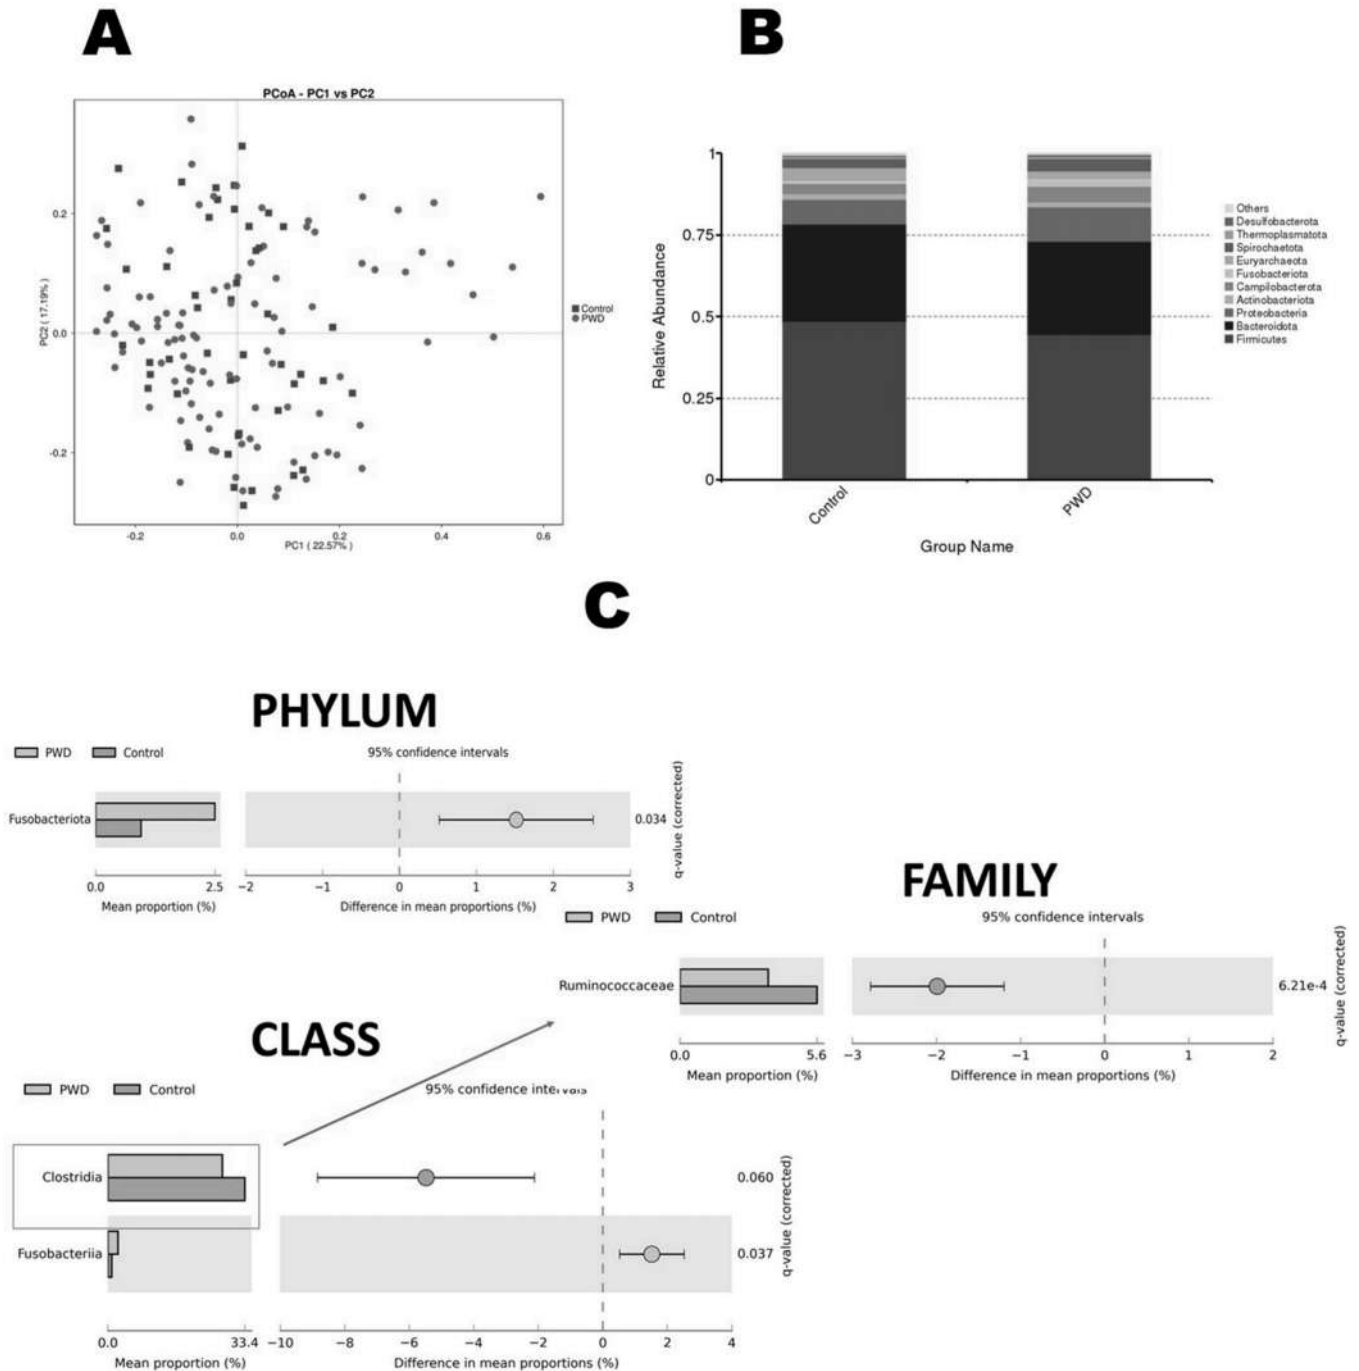 A
PCoA - PC1 vs PC2
PC2 ( 17.19% )
0.2
0.0
-0.2
-0.2
0.0
0.2
0.4
0.6
PC1 ( 22.57% )
Control
PWD
B
Relative Abundance
1
0.75
0.5
0.25
0
Control
PWD
Group Name
Others
Desulfobacterota
Thermoplasmatota
Spirochaetota
Euryarchaeota
Fusobacteriota
Campilobacterota
Actinobacteriota
Proteobacteria
Bacteroidota
Firmicutes
C
PHYLUM
PWD Control
95% confidence intervals
Fusobacteriota
0.034
q-value (corrected)
0.0 2.5
−2 −1 0 1 2 3
Mean proportion (%)
Difference in mean proportions (%)
FAMILY
PWD Control
95% confidence intervals
Ruminococcaceae
6.21e-4
q-value (corrected)
0.0 5.6
−3 −2 −1 0 1 2
Mean proportion (%)
Difference in mean proportions (%)
CLASS
PWD Control
95% confidence intervals
Clostridia
0.060
Fusobacteriia
0.037
q-value (corrected)
0.0 33.4
−10 −8 −6 −4 −2 0 2 4
Mean proportion (%)
Difference in mean proportions (%)